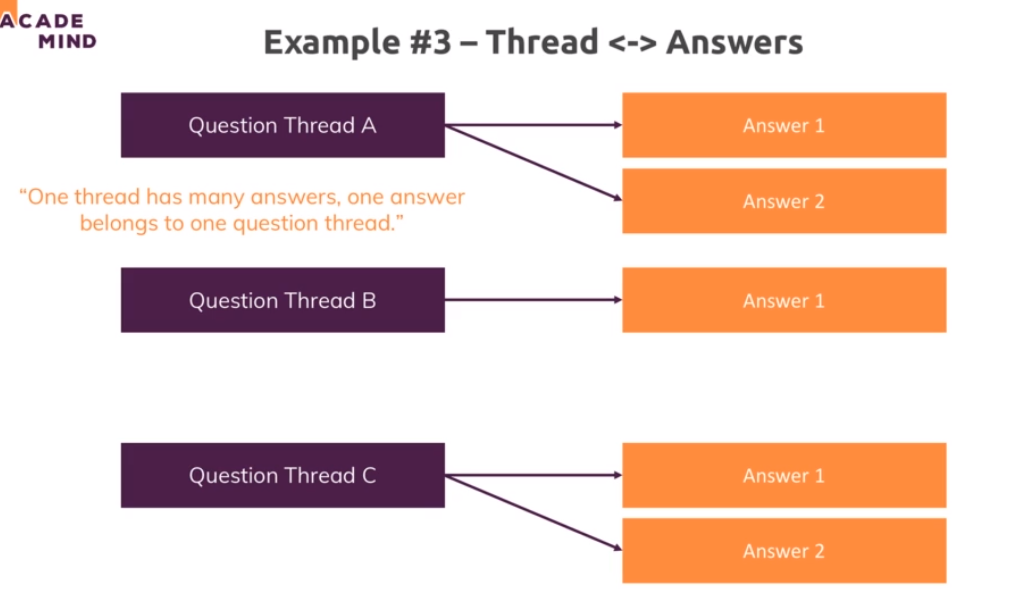 ACADE
MIND
Example #3 – Thread <-> Answers
Question Thread A
Answer 1
Answer 2
“One thread has many answers, one answer
belongs to one question thread.”
Question Thread B
Answer 1
Question Thread C
Answer 1
Answer 2